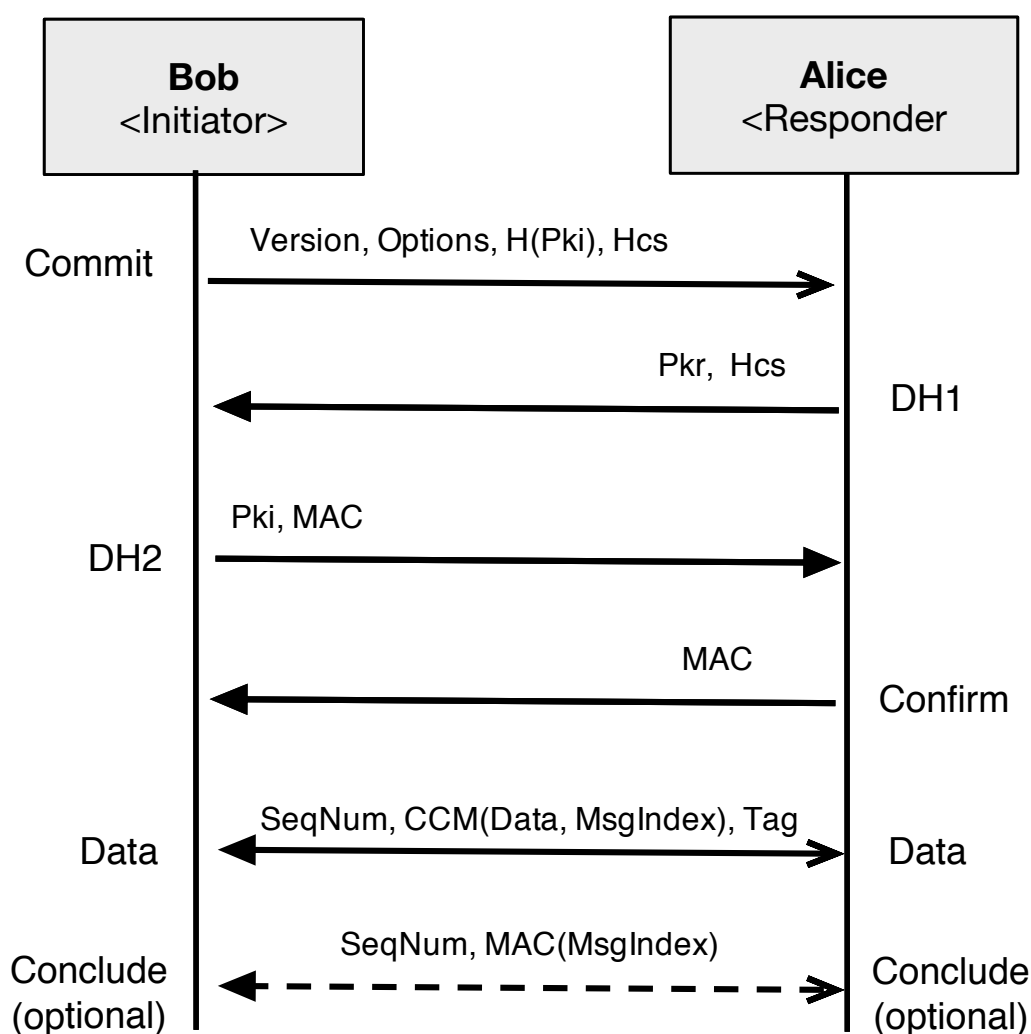 Bob
<Initiator>
Alice
<Responder
Commit
Version, Options, H(Pki), Hcs
Pkr,  Hcs
DH1
Pki, MAC
DH2
MAC
Confirm
SeqNum, CCM(Data, MsgIndex), Tag
Data
Data
SeqNum, MAC(MsgIndex)
Conclude
(optional)
Conclude
(optional)